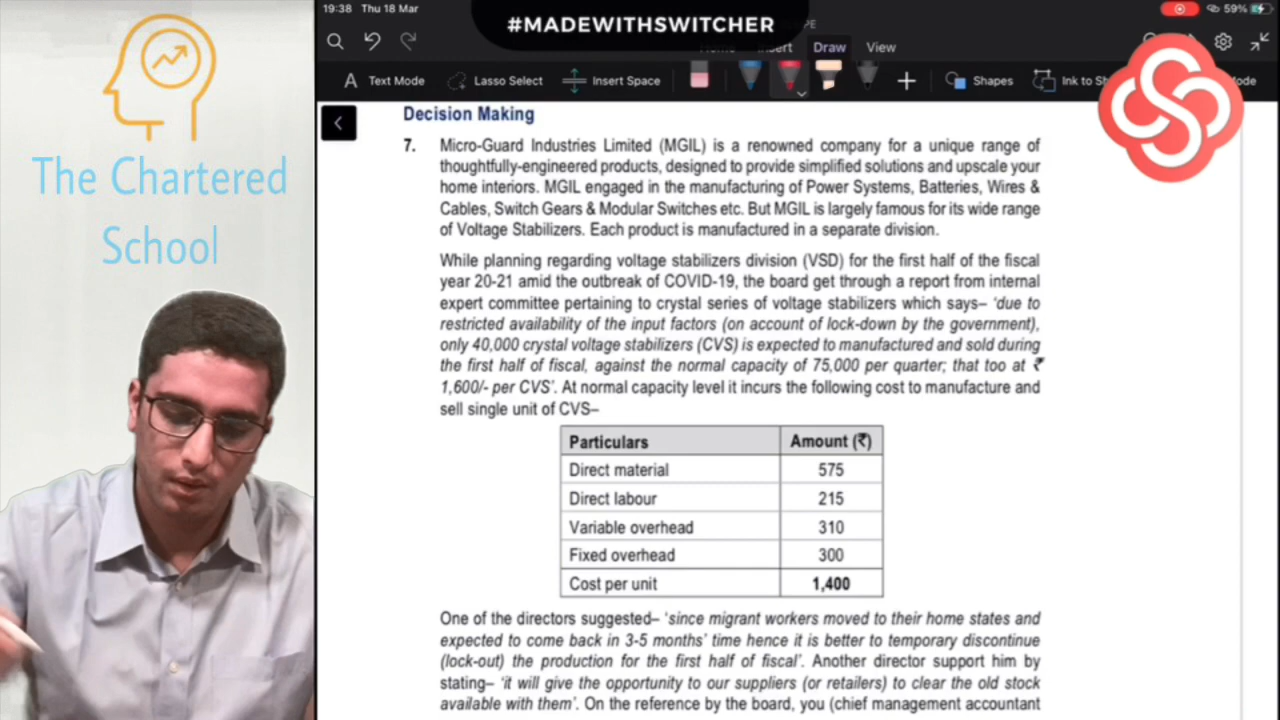 19:38 Thu 18 Mar
#MADEWITHSWITCHER
59%
Insert
Draw
View
Text Mode
Lasso Select
Insert Space
Shapes
Ink to
The Chartered
School
Decision Making
7. Micro-Guard Industries Limited (MGIL) is a renowned company for a unique range of
thoughtfully-engineered products, designed to provide simplified solutions and upscale your
home interiors. MGIL engaged in the manufacturing of Power Systems, Batteries, Wires &
Cables, Switch Gears & Modular Switches etc. But MGIL is largely famous for its wide range
of Voltage Stabilizers. Each product is manufactured in a separate division.
While planning regarding voltage stabilizers division (VSD) for the first half of the fiscal
year 20-21 amid the outbreak of COVID-19, the board get through a report from internal
expert committee pertaining to crystal series of voltage stabilizers which says– ‘due to
restricted availability of the input factors (on account of lock-down by the government),
only 40,000 crystal voltage stabilizers (CVS) is expected to manufactured and sold during
the first half of fiscal, against the normal capacity of 75,000 per quarter; that too at ₹
1,600/- per CVS’. At normal capacity level it incurs the following cost to manufacture and
sell single unit of CVS–
Particulars Amount (₹)
Direct material 575
Direct labour 215
Variable overhead 310
Fixed overhead 300
Cost per unit 1,400
One of the directors suggested– ‘since migrant workers moved to their home states and
expected to come back in 3-5 months’ time hence it is better to temporary discontinue
(lock-out) the production for the first half of fiscal’. Another director support him by
stating– ‘it will give the opportunity to our suppliers (or retailers) to clear the old stock
available with them’. On the reference by the board, you (chief management accountant